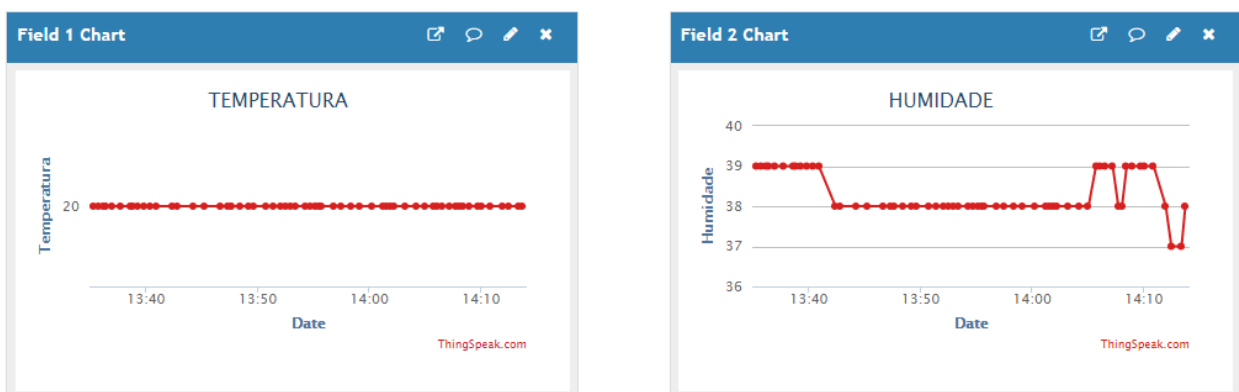 Field 1 Chart
TEMPERATURA
Temperatura
20
13:40 13:50 14:00 14:10
Date
ThingSpeak.com
Field 2 Chart
HUMIDADE
Humidade
40
39
38
37
36
13:40 13:50 14:00 14:10
Date
ThingSpeak.com